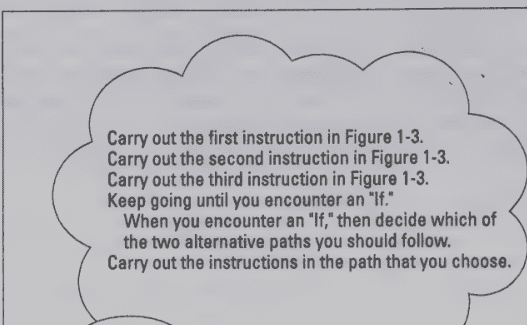 Carry out the first instruction in Figure 1-3.
Carry out the second instruction in Figure 1-3.
Carry out the third instruction in Figure 1-3.
Keep going until you encounter an "If."
When you encounter an "If," then decide which of
the two alternative paths you should follow.
Carry out the instructions in the path that you choose.